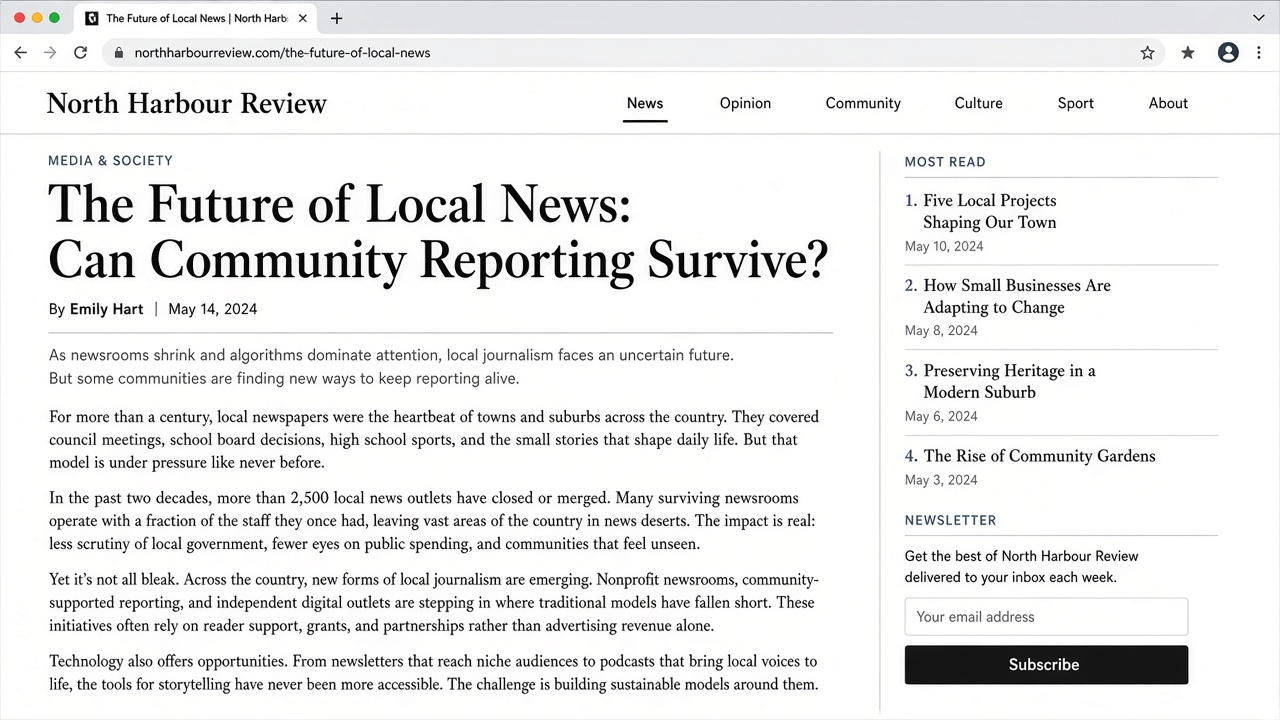 The Future of Local News | North Harb
northharbourreview.com/the-future-of-local-news
North Harbour Review
News
Opinion
Community
Culture
Sport
About
MEDIA & SOCIETY
The Future of Local News:
Can Community Reporting Survive?
By Emily Hart | May 14, 2024
As newsrooms shrink and algorithms dominate attention, local journalism faces an uncertain future.
But some communities are finding new ways to keep reporting alive.
For more than a century, local newspapers were the heartbeat of towns and suburbs across the country. They covered
council meetings, school board decisions, high school sports, and the small stories that shape daily life. But that
model is under pressure like never before.
In the past two decades, more than 2,500 local news outlets have closed or merged. Many surviving newsrooms
operate with a fraction of the staff they once had, leaving vast areas of the country in news deserts. The impact is real:
less scrutiny of local government, fewer eyes on public spending, and communities that feel unseen.
Yet it's not all bleak. Across the country, new forms of local journalism are emerging. Nonprofit newsrooms, community-
supported reporting, and independent digital outlets are stepping in where traditional models have fallen short. These
initiatives often rely on reader support, grants, and partnerships rather than advertising revenue alone.
Technology also offers opportunities. From newsletters that reach niche audiences to podcasts that bring local voices to
life, the tools for storytelling have never been more accessible. The challenge is building sustainable models around them.
MOST READ
1. Five Local Projects
Shaping Our Town
May 10, 2024
2. How Small Businesses Are
Adapting to Change
May 8, 2024
3. Preserving Heritage in a
Modern Suburb
May 6, 2024
4. The Rise of Community Gardens
May 3, 2024
NEWSLETTER
Get the best of North Harbour Review
delivered to your inbox each week.
Your email address
Subscribe